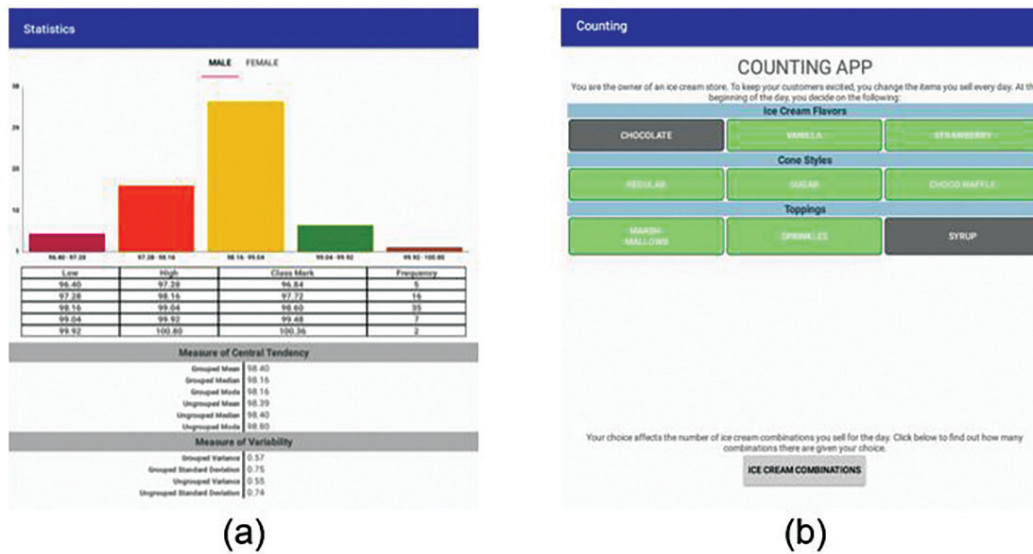 Statistics
MALE FEMALE
96.40 - 97.28 97.28 - 98.16 98.16 - 99.04 99.04 - 99.92 99.92 - 100.80
Low High Class Mark Frequency
96.40 97.28 96.84 5
97.28 98.16 97.72 16
98.16 99.04 98.60 35
99.04 99.92 99.48 7
99.92 100.80 100.36 2
Measure of Central Tendency
Grouped Mean 98.40
Grouped Median 98.16
Grouped Mode 98.16
Ungrouped Mean 98.39
Ungrouped Median 98.40
Ungrouped Mode 98.80
Measure of Variability
Grouped Variance 0.57
Grouped Standard Deviation 0.75
Ungrouped Variance 0.55
Ungrouped Standard Deviation 0.74
(a)
Counting
COUNTING APP
You are the owner of an ice cream store. To keep your customers excited, you change the items you sell every day. At th
beginning of the day, you decide on the following:
Ice Cream Flavors
CHOCOLATE VANILLA STRAWBERRY
Cone Styles
REGULAR SUGAR CHOCO WAFFLE
Toppings
MARSH-
MALLOWS SPRINKLES SYRUP
Your choice affects the number of ice cream combinations you sell for the day. Click below to find out how many
combinations there are given your choice.
ICE CREAM COMBINATIONS
(b)